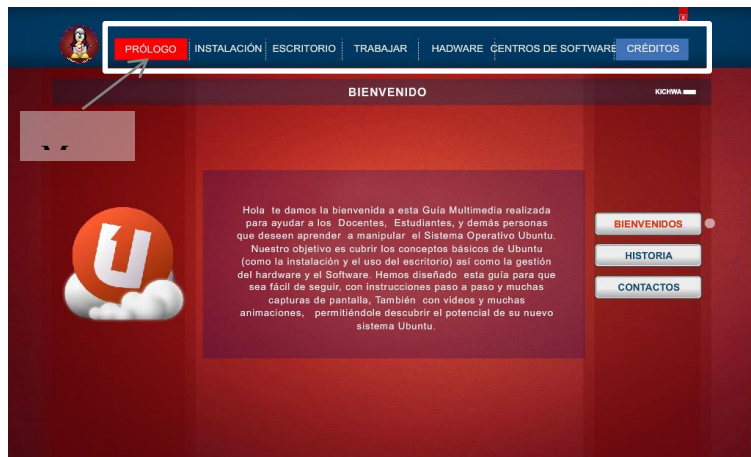 X
PRÓLOGO INSTALACIÓN ESCRITORIO TRABAJAR HADWARE CENTROS DE SOFTWARE CRÉDITOS
BIENVENIDO
KICHWA
Hola te damos la bienvenida a esta Guía Multimedia realizada
para ayudar a los Docentes, Estudiantes, y demás personas
que deseen aprender a manipular el Sistema Operativo Ubuntu.
Nuestro objetivo es cubrir los conceptos básicos de Ubuntu
(como la instalación y el uso del escritorio) así como la gestión
del hardware y el Software. Hemos diseñado esta guía para que
sea fácil de seguir, con instrucciones paso a paso y muchas
capturas de pantalla, También con videos y muchas
animaciones, permitiéndole descubrir el potencial de su nuevo
sistema Ubuntu.
BIENVENIDOS
HISTORIA
CONTACTOS